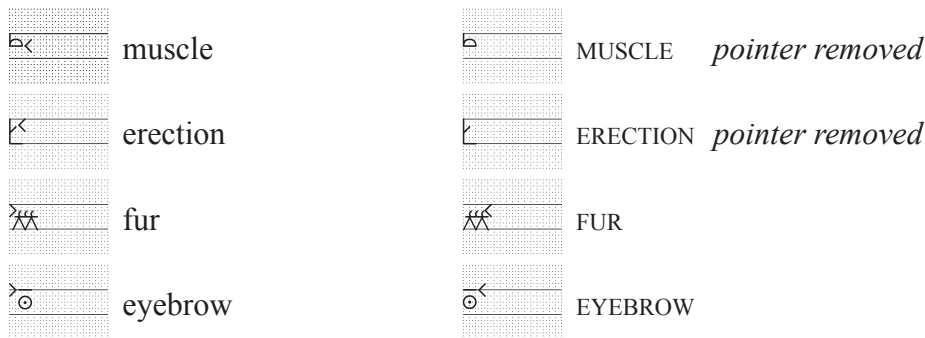 muscle MUSCLE pointer removed
erection ERECTION pointer removed
fur FUR
eyebrow EYEBROW